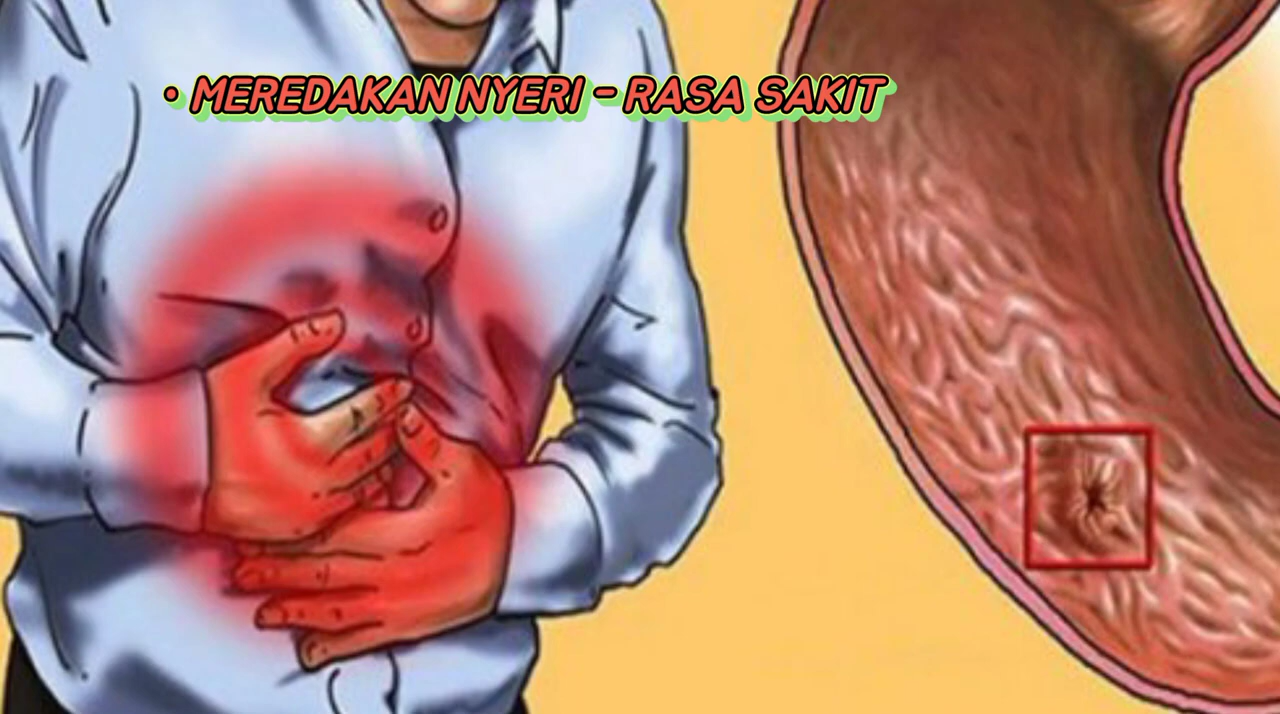 • MEREDAKAN NYERI - RASA SAKIT